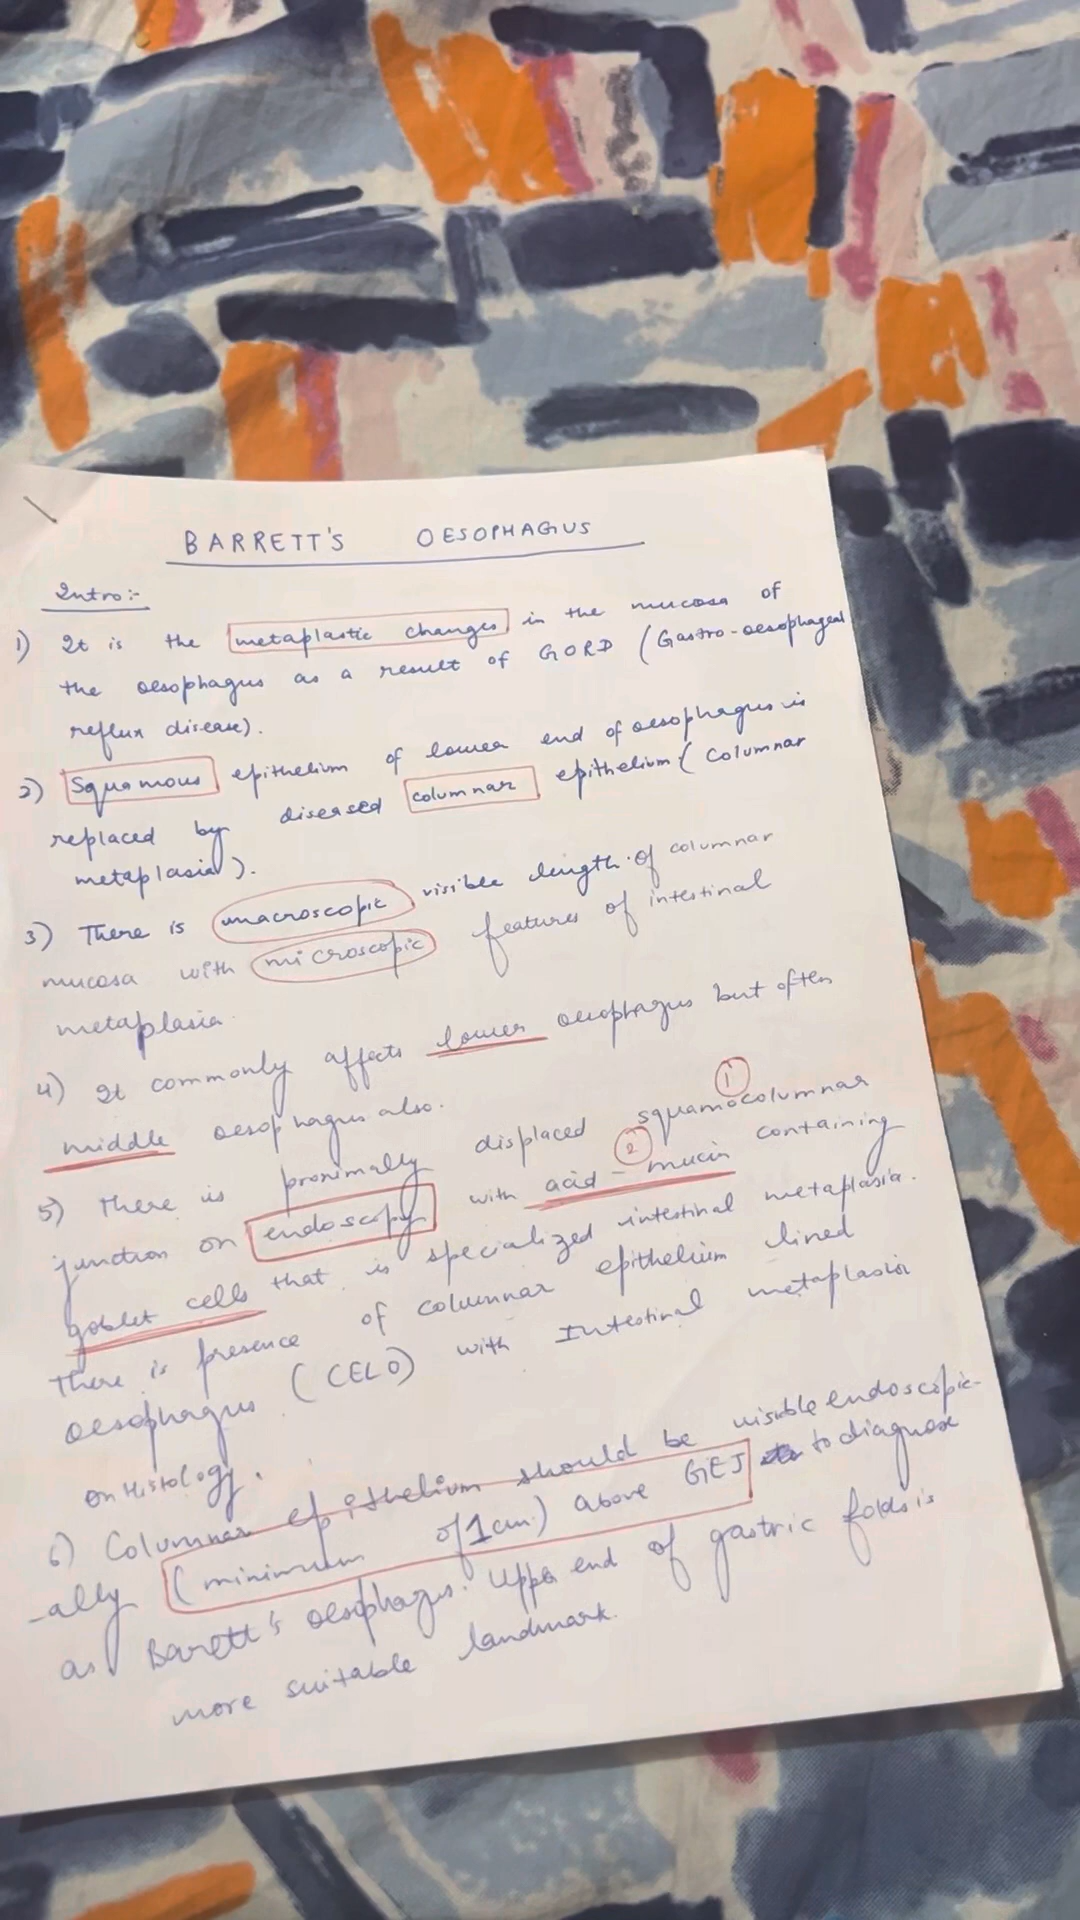 BARRETT'S OESOPHAGUS
Intro:-
1) It is the metaplastic changes in the mucosa of
the oesophagus as a result of GORD (Gastro-oesophageal
reflux disease).
2) Squamous epithelium of lower end of oesophagus is
replaced by diseased columnar epithelium (columnar
metaplasia).
3) There is macroscopic visible length of columnar
mucosa with microscopic features of intestinal
metaplasia.
4) It commonly affects lower oesophagus but often
middle oesophagus also.
1
5) There is proximally displaced squamocolumnar
2
junction on endoscopy with acid-mucin containing
goblet cells that is specialized intestinal metaplasia.
There is presence of columnar epithelium lined
oesophagus (CELO) with Intestinal metaplasia
on Histology.
6) Columnar epithelium should be visible endoscopic-
-ally (minimum of 1cm) above GEJ to diagnose
as Barett's oesophagus. Upper end of gastric folds is
more suitable landmark.